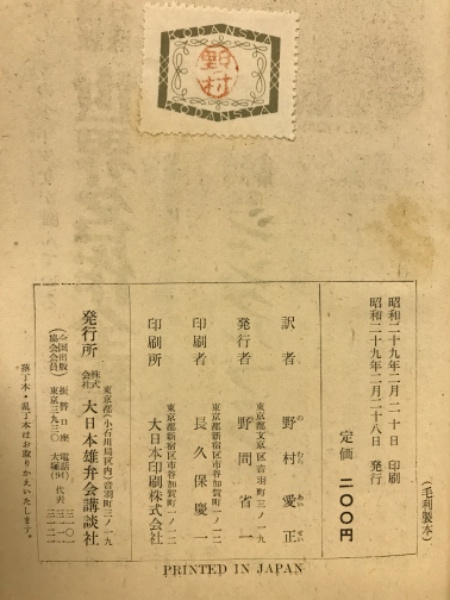 KODANSYA
野村
KODANSYA
(毛利製本)
昭和二十九年二月二十日 印刷
昭和二十九年二月二十八日 発行
定価 二〇〇円
訳者 野村愛正
の むら あい せい
東京都文京区音羽町三ノ一九
発行者 野間省一
東京都新宿区市谷加賀町一ノ一二
印刷者 長久保慶一
東京都新宿区市谷加賀町一ノ一二
印刷所 大日本印刷株式会社
東京都(小石川局区内)音羽町三ノ一九
発行所 株式会社 大日本雄弁会講談社
(全国出版協会会員)
振替口座 東京三九三〇
電話 大塚(94) 代表
落丁本・乱丁本はお取りかえいたします。
PRINTED IN JAPAN